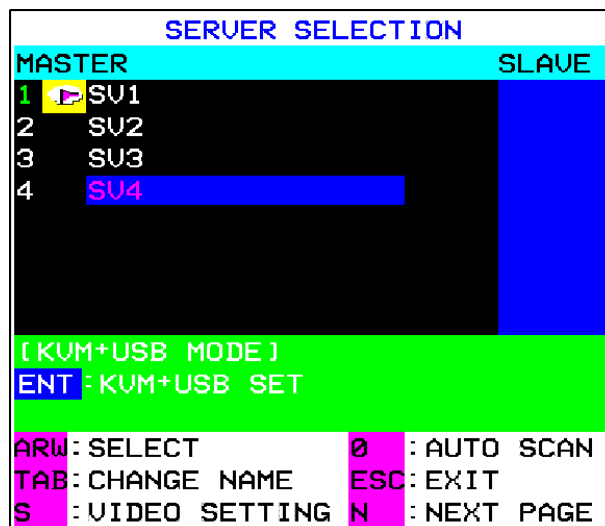 SERVER SELECTION
MASTER SLAVE
1 SV1
2 SV2
3 SV3
4 SV4
[KVM+USB MODE]
ENT:KVM+USB SET
ARW:SELECT 0:AUTO SCAN
TAB:CHANGE NAME ESC:EXIT
S:VIDEO SETTING N:NEXT PAGE